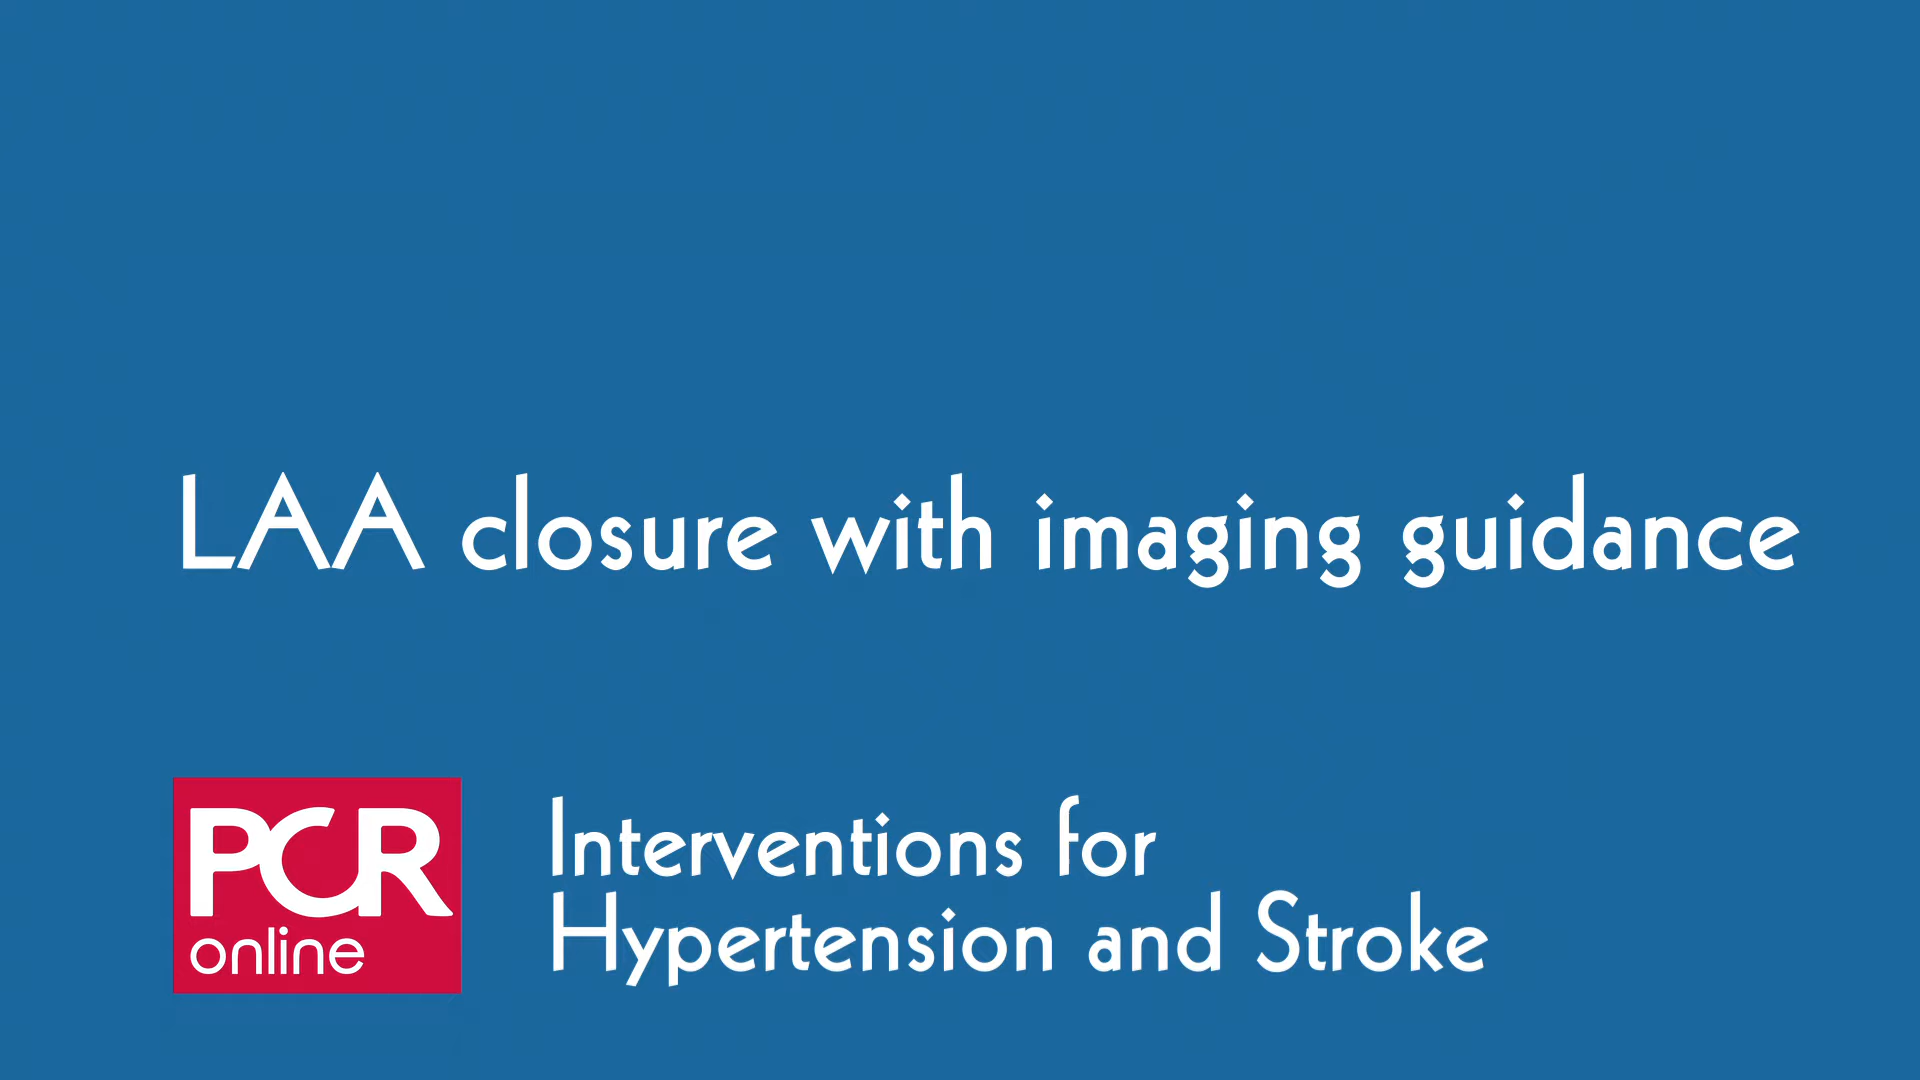 LAA closure with imaging guidance
PCR
online
Interventions for
Hypertension and Stroke